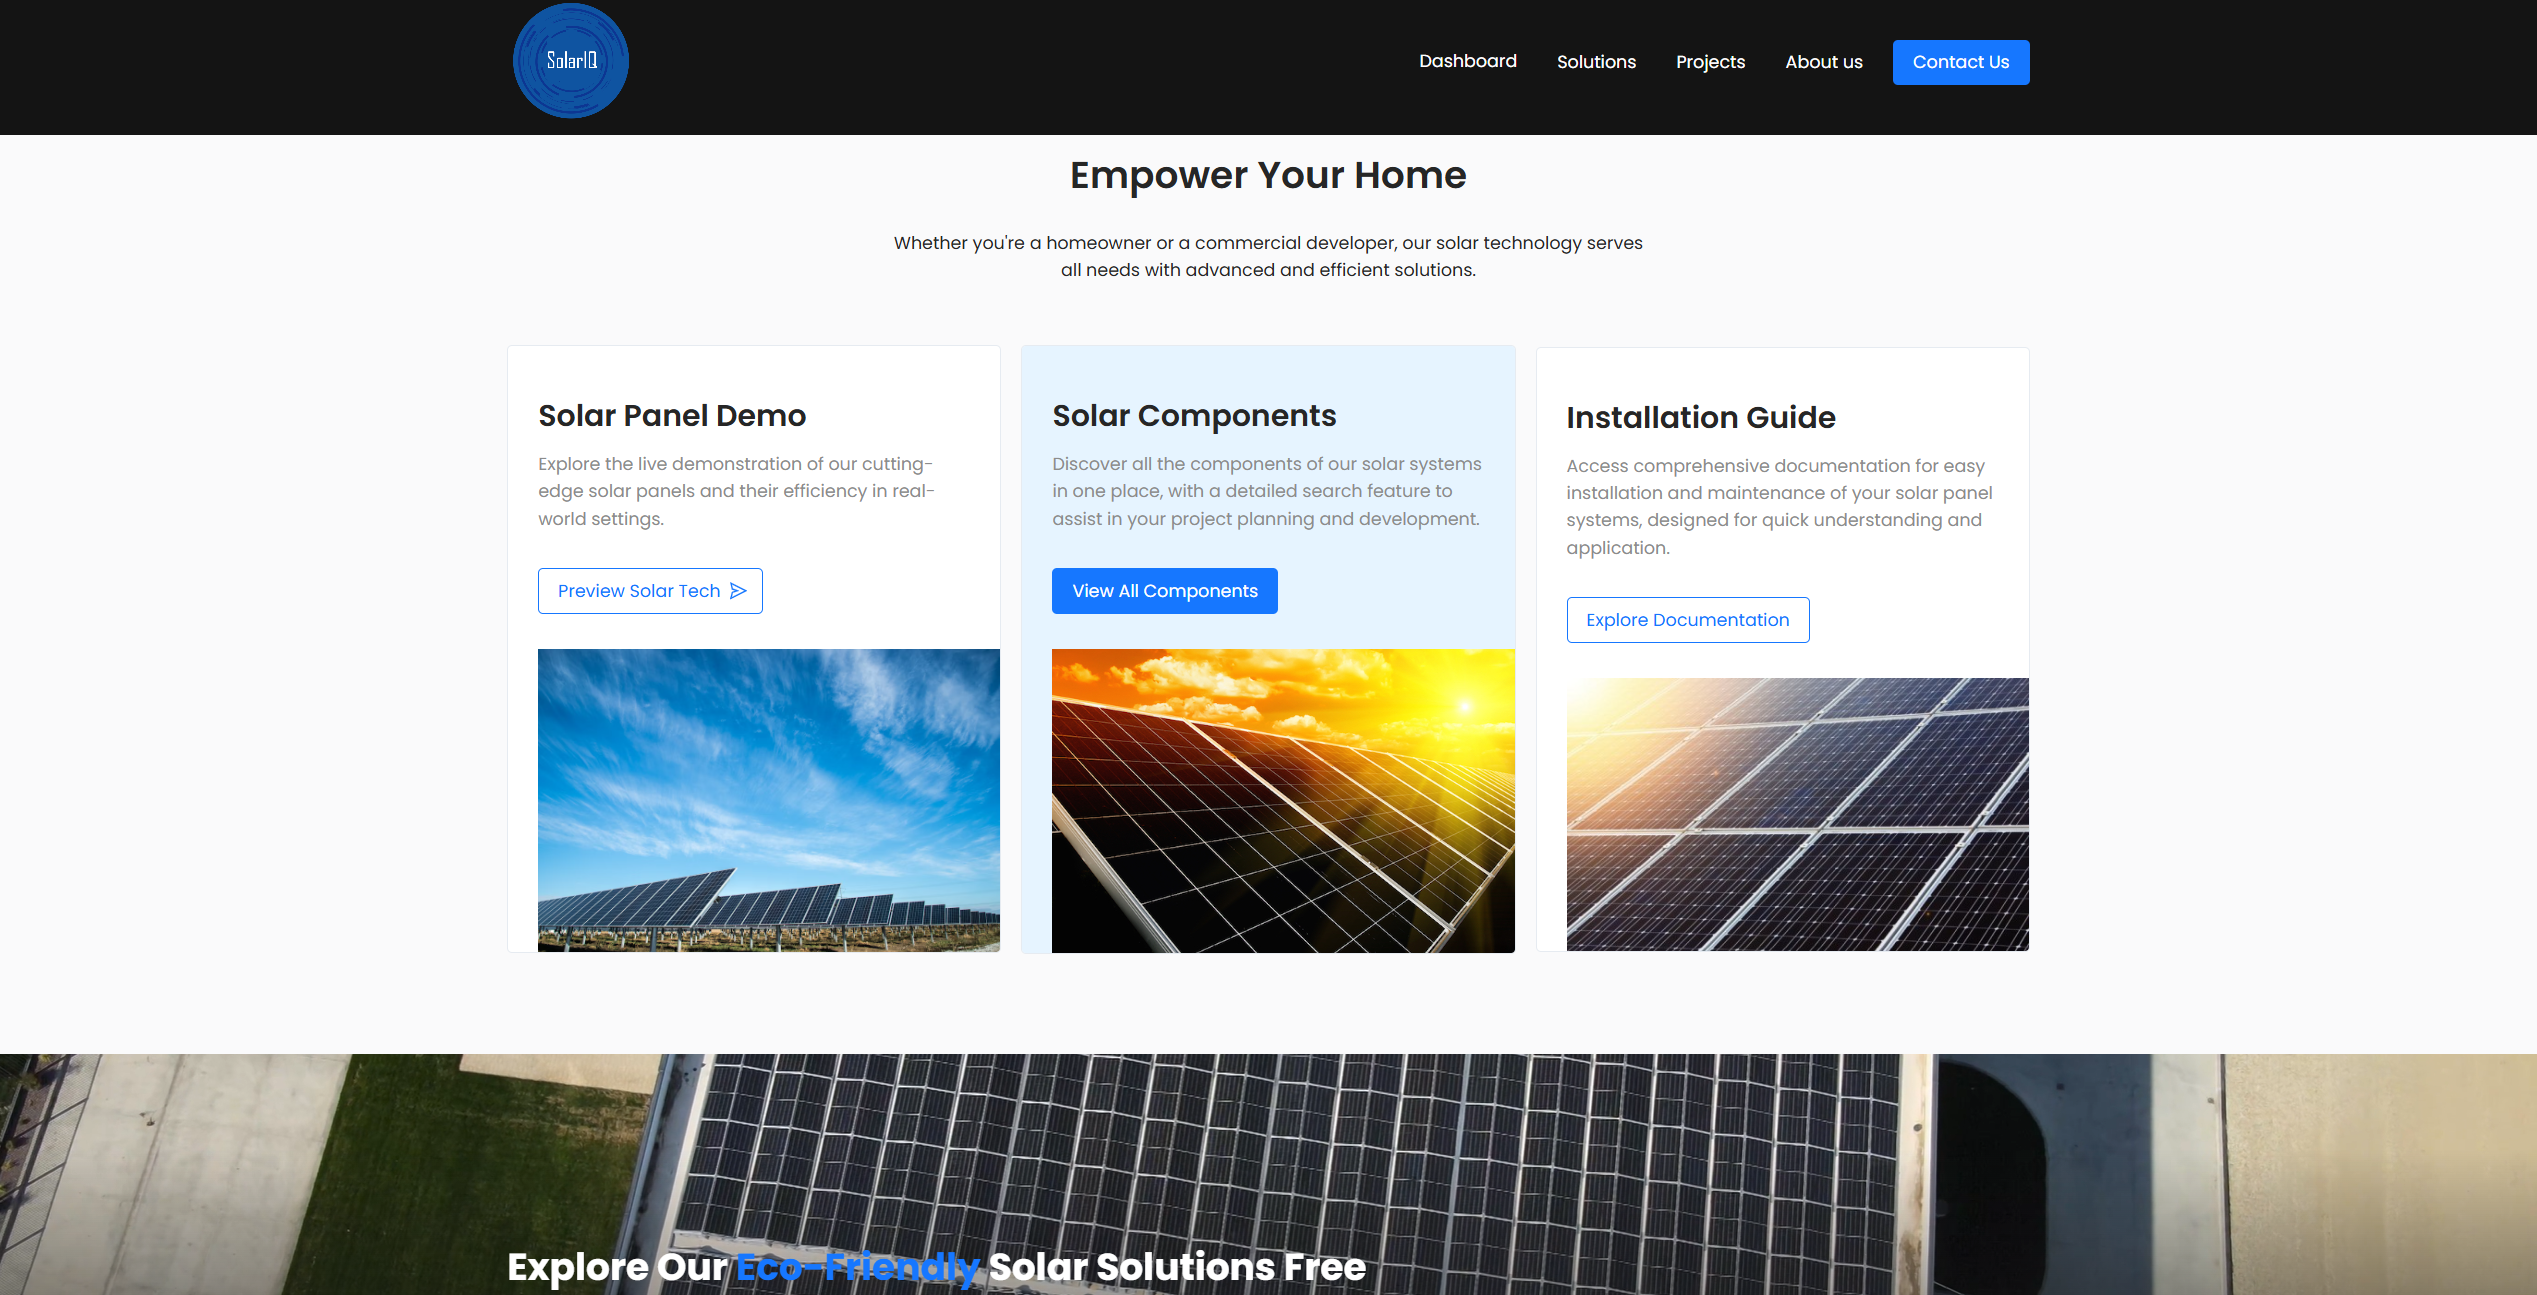 SolarIQ
Dashboard
Solutions
Projects
About us
Contact Us
Empower Your Home
Whether you're a homeowner or a commercial developer, our solar technology serves
all needs with advanced and efficient solutions.
Solar Panel Demo
Explore the live demonstration of our cutting-
edge solar panels and their efficiency in real-
world settings.
Preview Solar Tech
Solar Components
Discover all the components of our solar systems
in one place, with a detailed search feature to
assist in your project planning and development.
View All Components
Installation Guide
Access comprehensive documentation for easy
installation and maintenance of your solar panel
systems, designed for quick understanding and
application.
Explore Documentation
Explore Our Eco-Friendly Solar Solutions Free